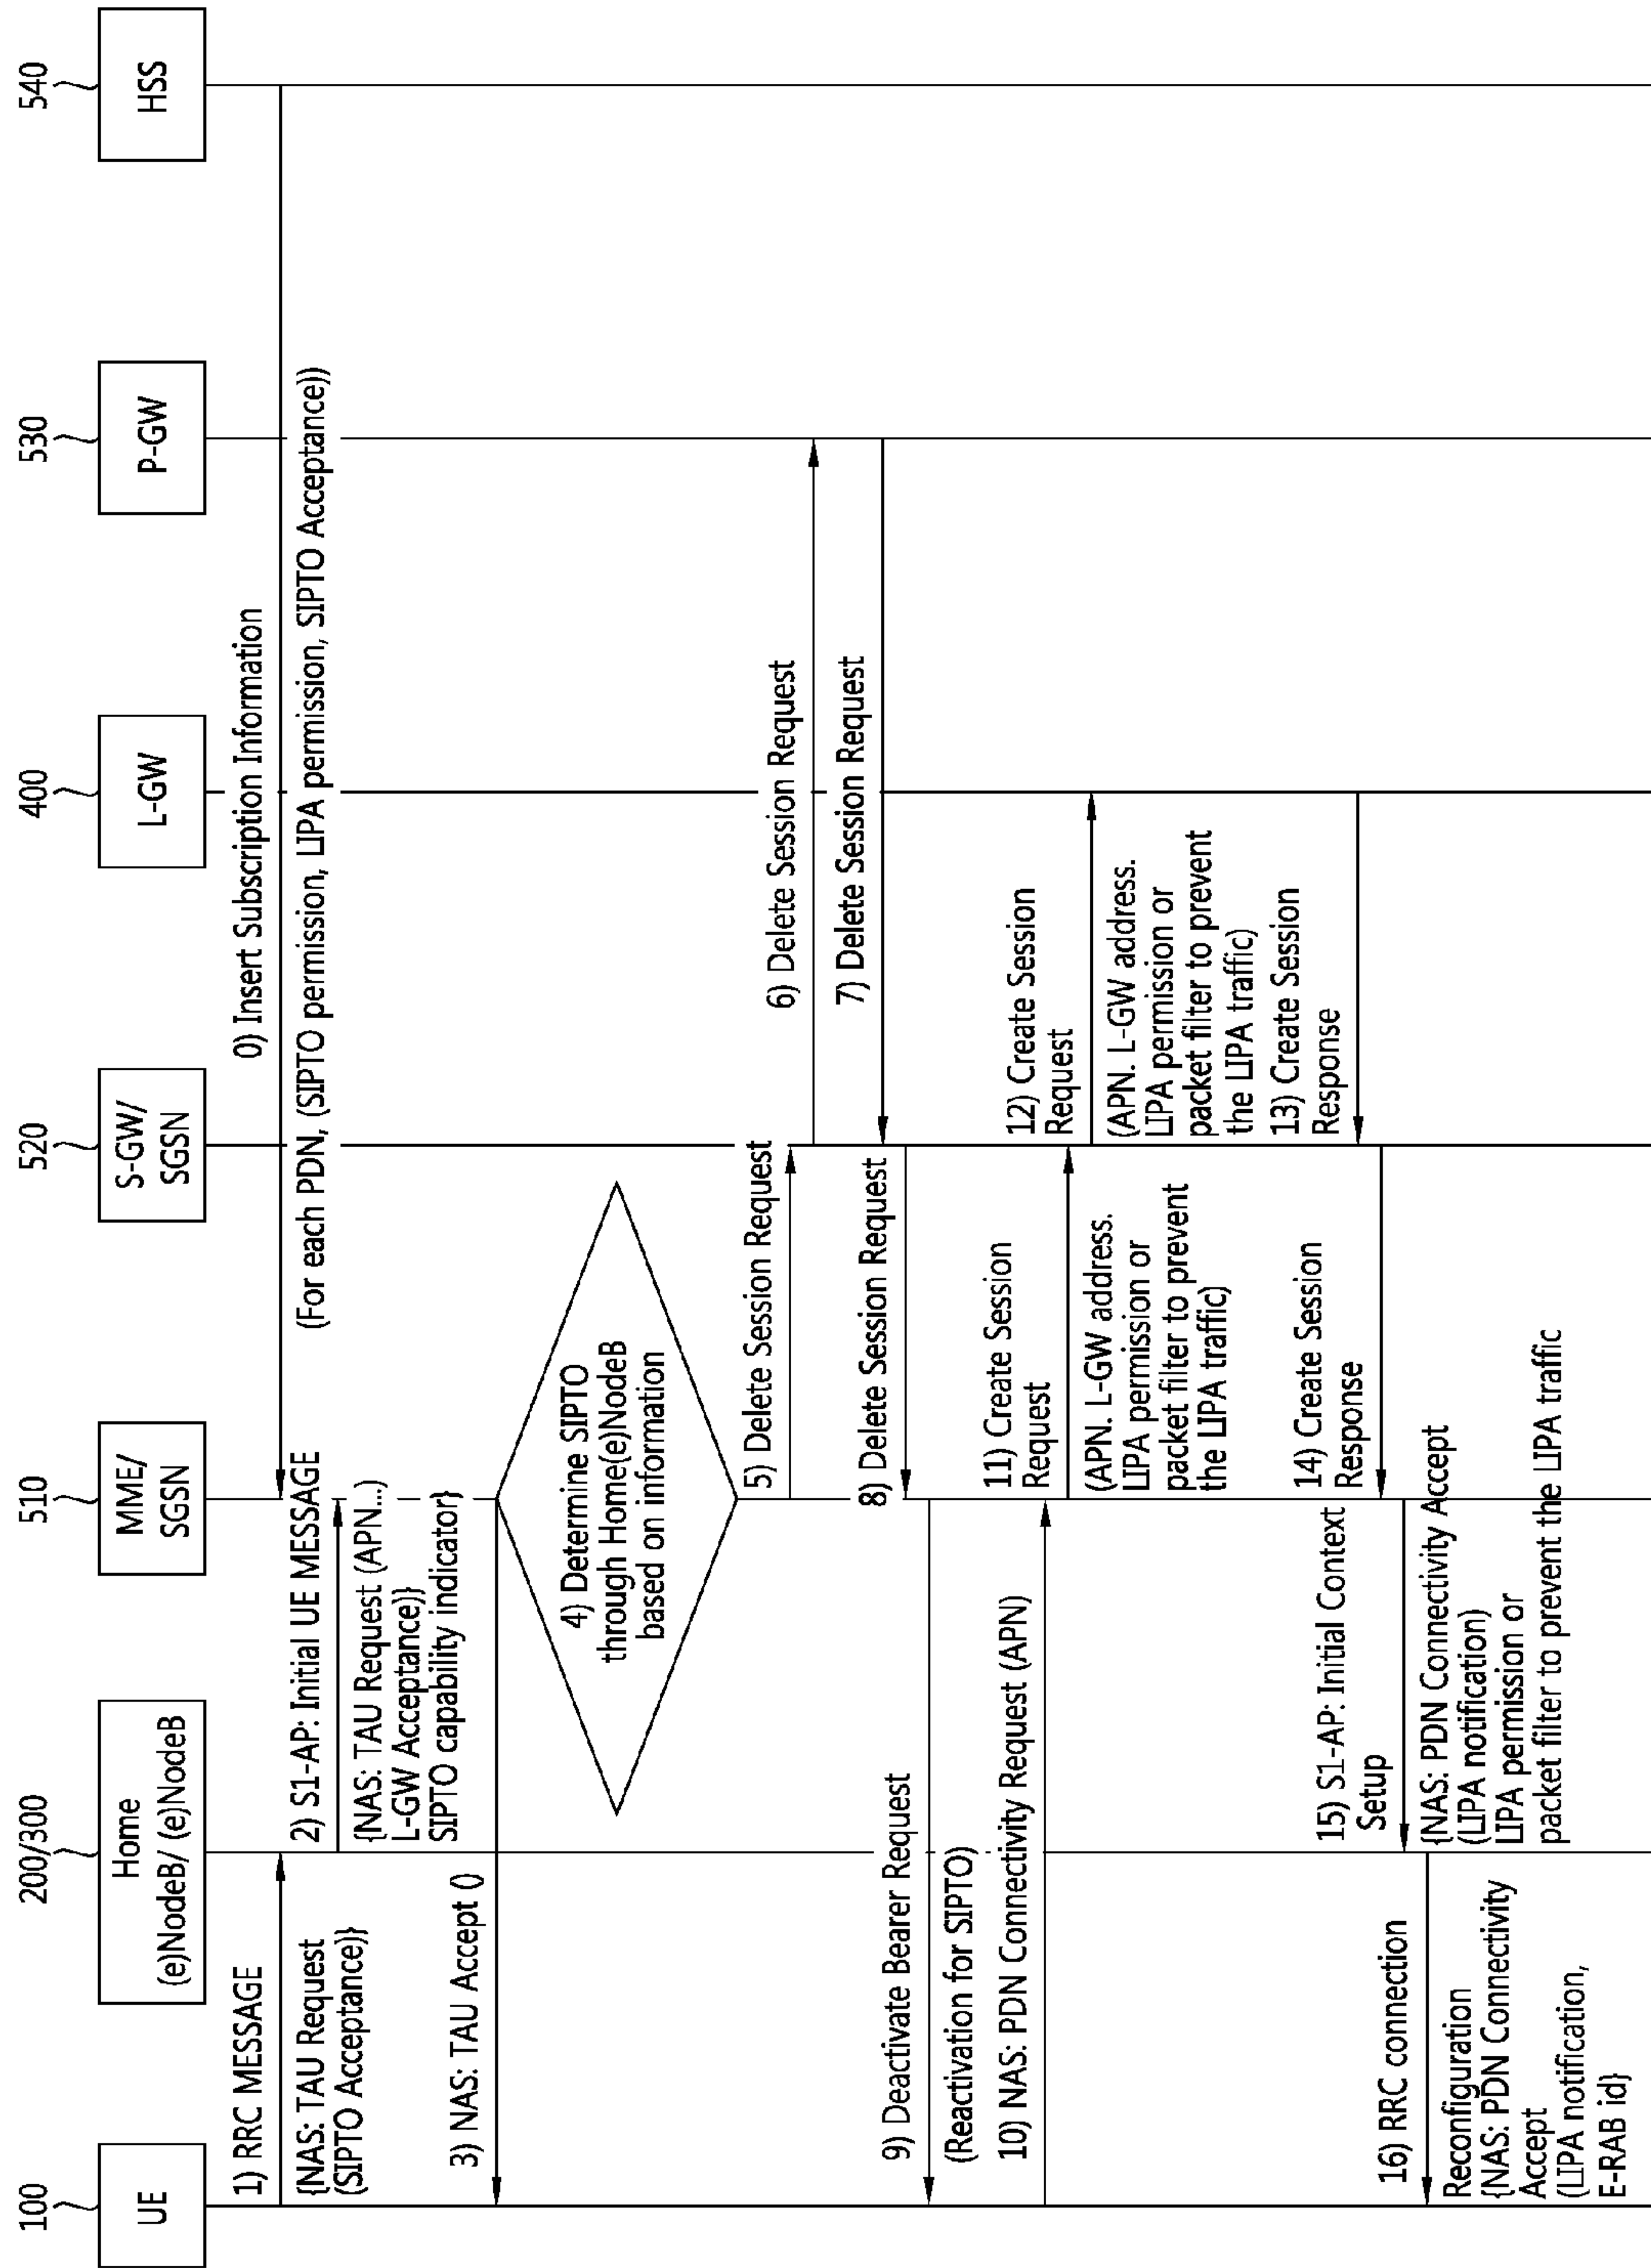 100
UE
200/300
Home
(e)NodeB/ (e)NodeB
510
MME/
SGSN
520
S-GW/
SGSN
400
L-GW
530
P-GW
540
HSS
0) Insert Subscription Information
(For each PDN, (SIPTO permission, LIPA permission, SIPTO Acceptance))
1) RRC MESSAGE
{NAS: TAU Request
(SIPTO Acceptance)}
2) S1-AP: Initial UE MESSAGE
{NAS: TAU Request (APN...)
L-GW Acceptance)}
SIPTO capability indicator}
3) NAS: TAU Accept ()
4) Determine SIPTO
through Home(e)NodeB
based on information
5) Delete Session Request
6) Delete Session Request
7) Delete Session Request
8) Delete Session Request
9) Deactivate Bearer Request
(Reactivation for SIPTO)
10) NAS: PDN Connectivity Request (APN)
11) Create Session
Request
(APN. L-GW address.
LIPA permission or
packet filter to prevent
the LIPA traffic)
12) Create Session
Request
(APN. L-GW address.
LIPA permission or
packet filter to prevent
the LIPA traffic)
13) Create Session
Response
14) Create Session
Response
15) S1-AP: Initial Context
Setup
{NAS: PDN Connectivity Accept
(LIPA notification)
LIPA permission or
packet filter to prevent the LIPA traffic
16) RRC connection
Reconfiguration
{NAS: PDN Connectivity
Accept
(LIPA notification,
E-RAB id}